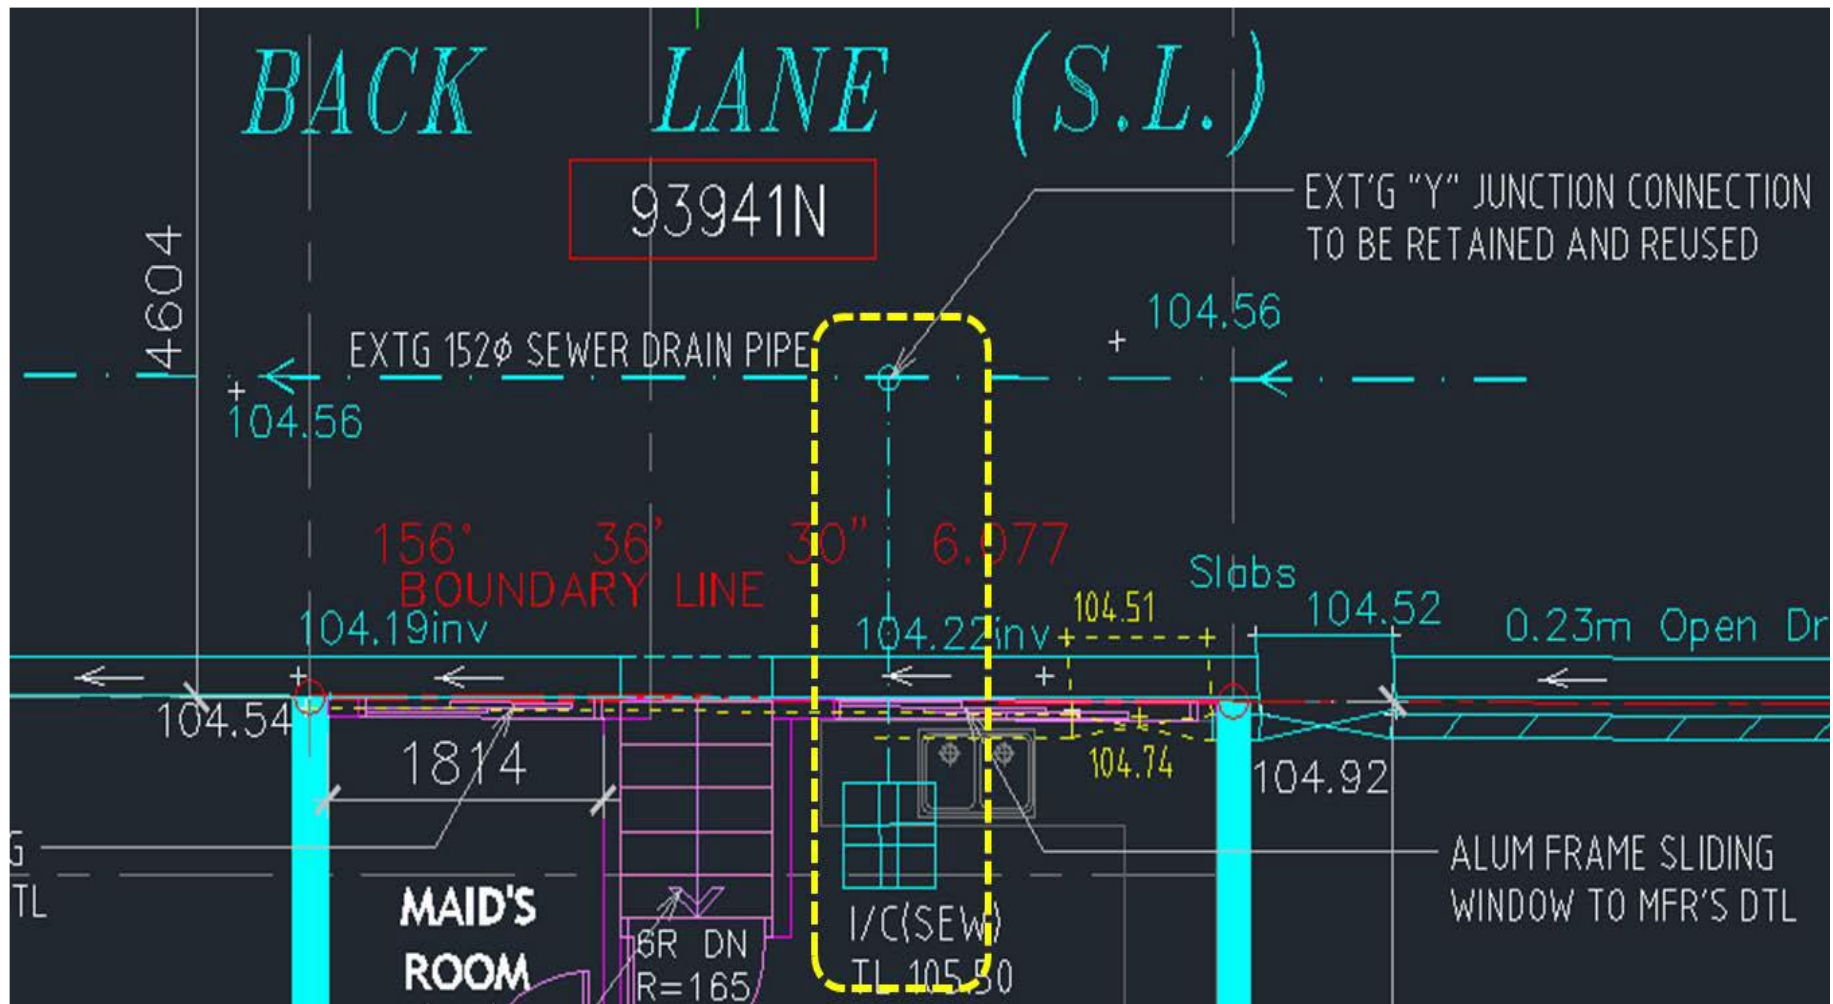 BACK LANE (S.L.)
93941N
EXT'G "Y" JUNCTION CONNECTION
TO BE RETAINED AND REUSED
4604
104.56
EXTG 152ϕ SEWER DRAIN PIPE
104.56
156° 36' 30" 6.077
BOUNDARY LINE
Slabs
104.51
104.52
104.19inv
104.22inv
0.23m Open Dr
104.54
1814
104.74
104.92
G
TL
ALUM FRAME SLIDING
WINDOW TO MFR'S DTL
MAID'S
ROOM
6R DN
R=165
I/C(SEW)
TL 105.50